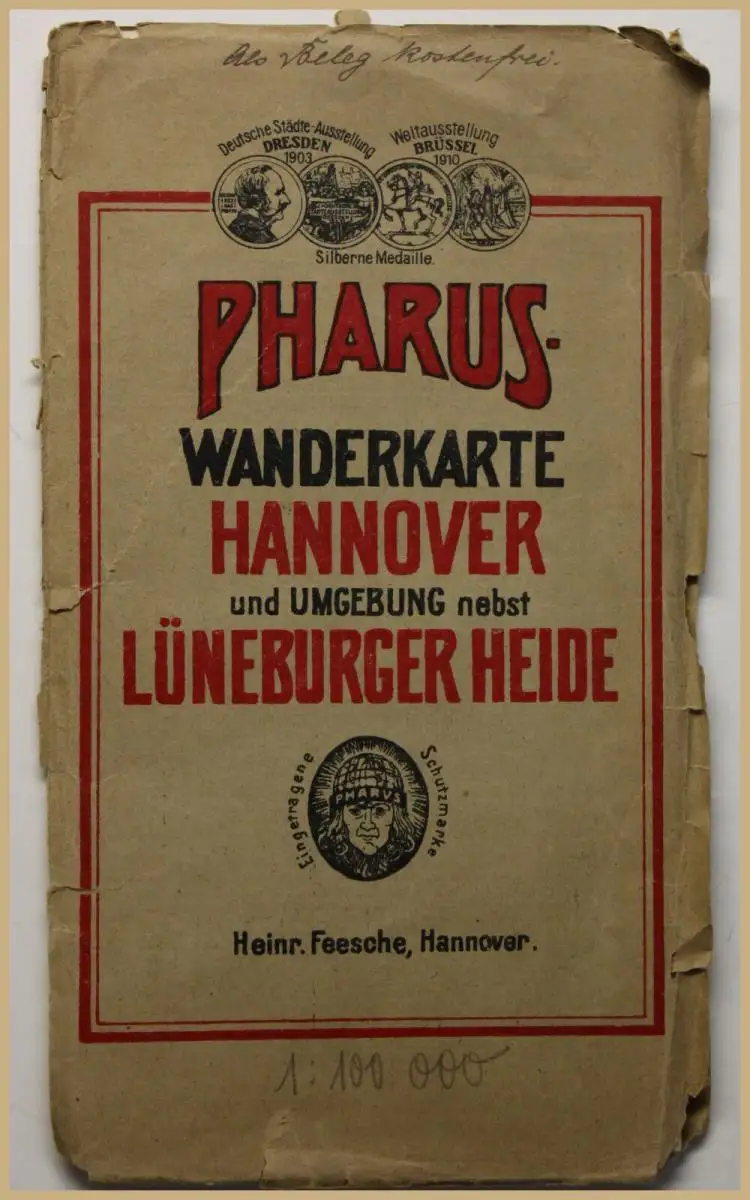 Als Beleg kostenfrei.
Deutsche Städte-Ausstellung
DRESDEN
1903
Weltausstellung
BRÜSSEL
1910
Silberne Medaille.
PHARUS-
WANDERKARTE
HANNOVER
und UMGEBUNG nebst
LÜNEBURGER HEIDE
Eingetragene
Schutzmarke
PHARUS
Heinr. Feesche, Hannover.
1:100 000